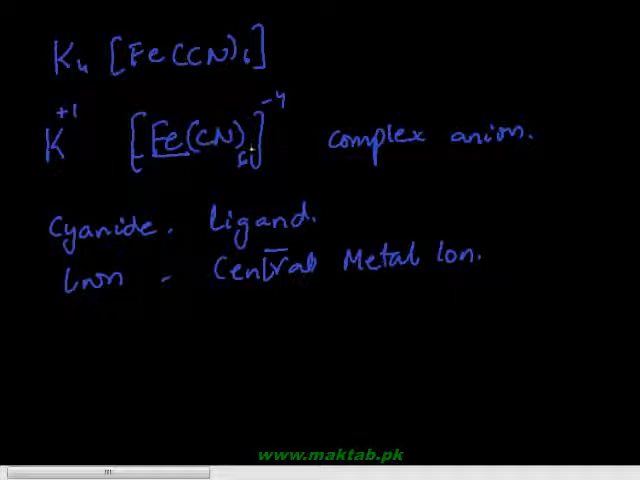 K₄ [Fe(CN)₆]
K⁺¹ [Fe(CN)₆]⁻⁴ complex anion.
Cyanide. Ligand.
Iron - Central Metal Ion.
www.maktab.pk